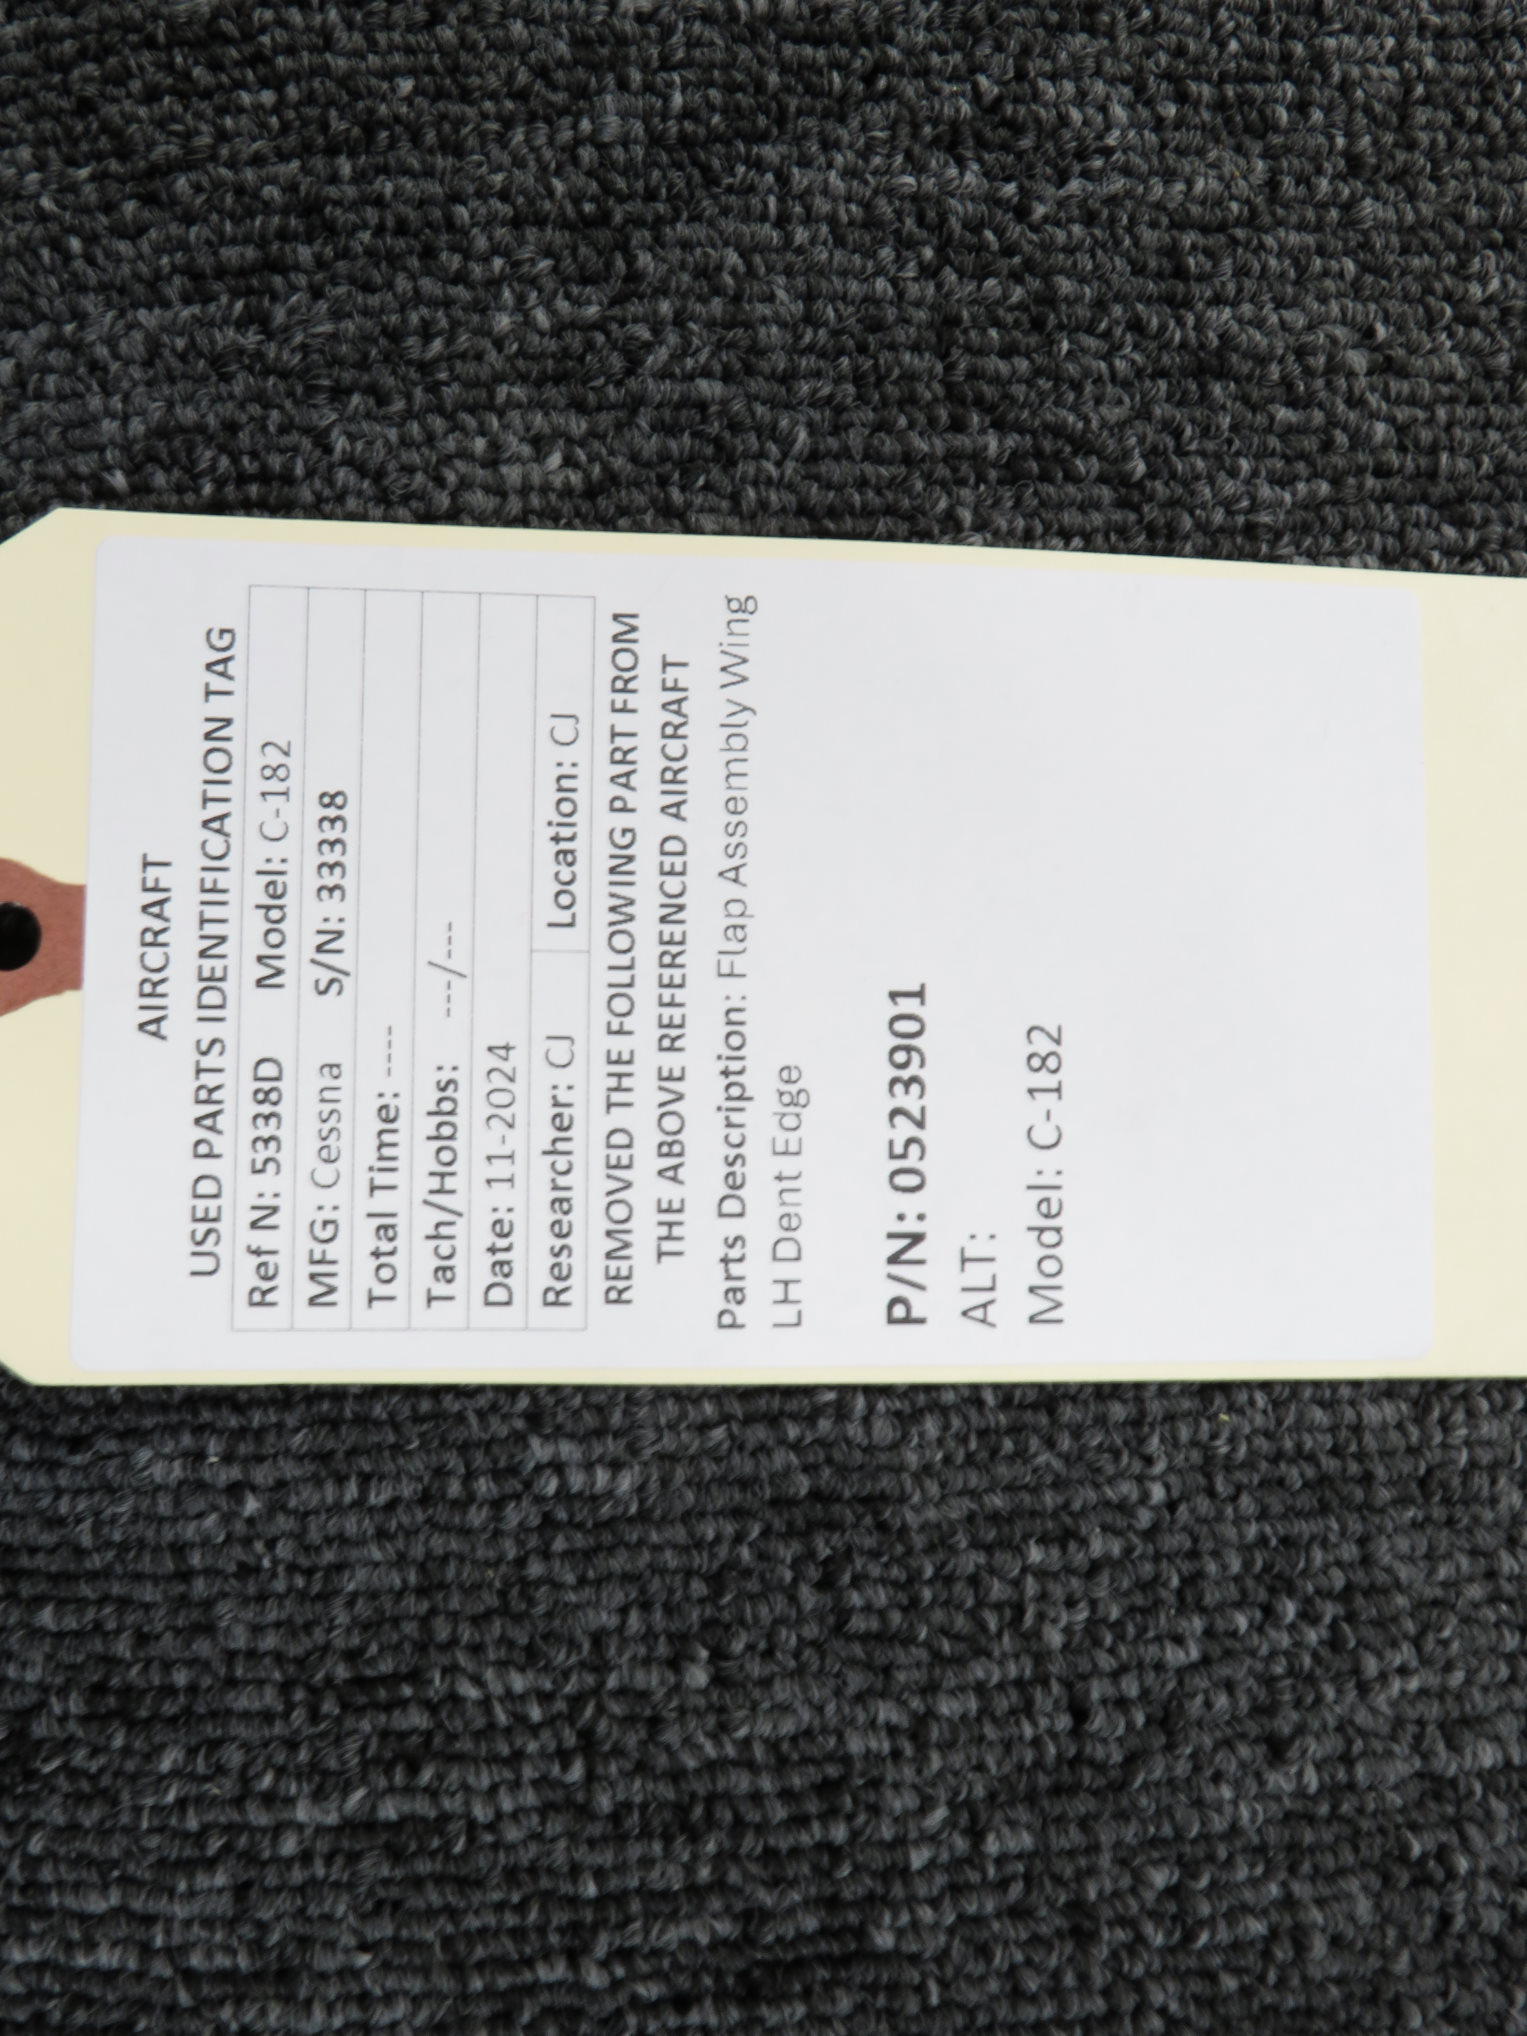 AIRCRAFT
USED PARTS IDENTIFICATION TAG
Ref N: 5338D Model: C-182
MFG: Cessna S/N: 33338
Total Time: ----
Tach/Hobbs: ---/---
Date: 11-2024
Researcher: CJ Location: CJ
REMOVED THE FOLLOWING PART FROM
THE ABOVE REFERENCED AIRCRAFT
Parts Description: Flap Assembly Wing
LH Dent Edge
P/N: 0523901
ALT:
Model: C-182